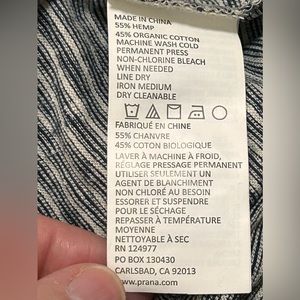 MADE IN CHINA
55% HEMP
45% ORGANIC COTTON
MACHINE WASH COLD
PERMANENT PRESS
NON-CHLORINE BLEACH
WHEN NEEDED
LINE DRY
IRON MEDIUM
DRY CLEANABLE
FABRIQUÉ EN CHINE
55% CHANVRE
45% COTON BIOLOGIQUE
LAVER À MACHINE À FROID,
RÉGLAGE PRESSAGE PERMANENT
UTILISER SEULEMENT UN
AGENT DE BLANCHIMENT
NON CHLORÉ AU BESOIN
ESSORER ET SUSPENDRE
POUR LE SÉCHAGE
REPASSER À TEMPÉRATURE
MOYENNE
NETTOYABLE À SEC
RN 124977
PO BOX 130430
CARLSBAD, CA 92013
www.prana.com